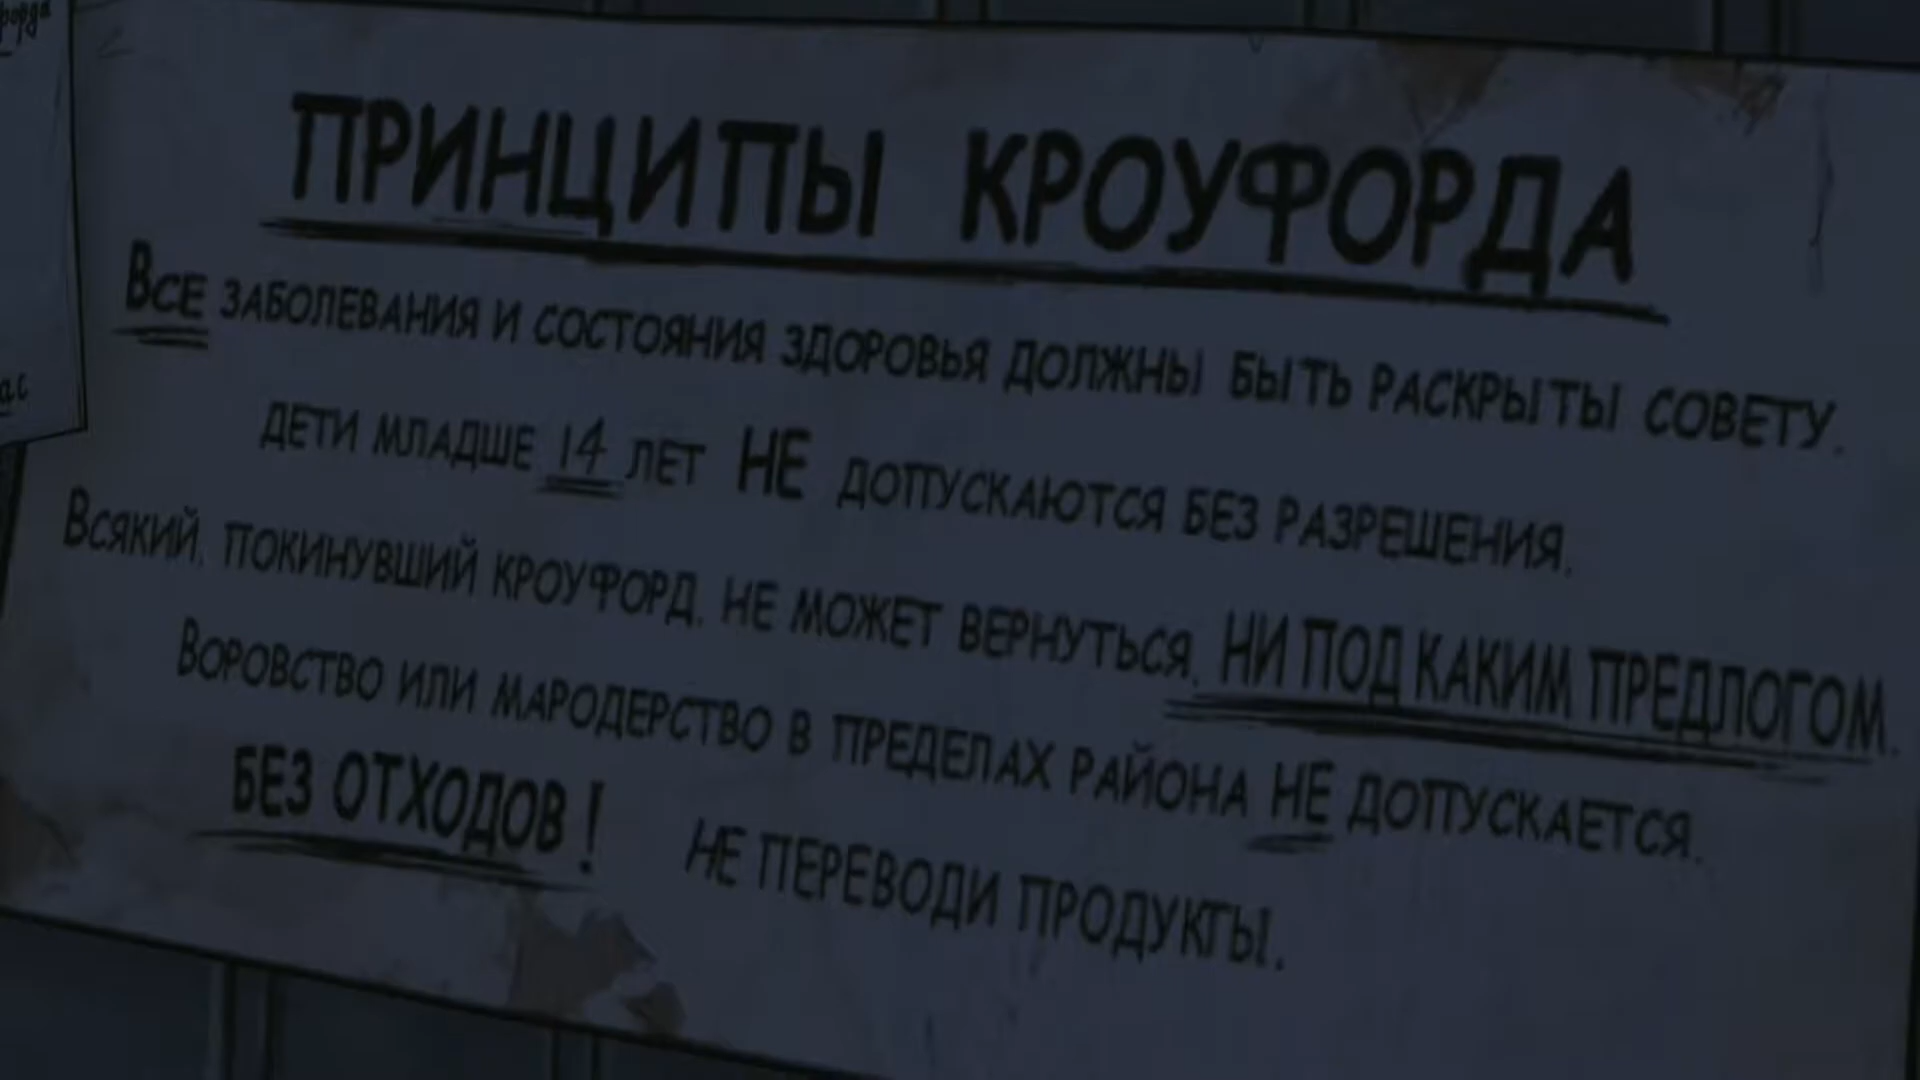 ПРИНЦИПЫ КРОУФОРДА
Все ЗАБОЛЕВАНИЯ И СОСТОЯНИЯ ЗДОРОВЬЯ ДОЛЖНЫ БЫТЬ РАСКРЫТЫ СОВЕТУ.
ДЕТИ МЛАДШЕ 14 ЛЕТ НЕ ДОПУСКАЮТСЯ БЕЗ РАЗРЕШЕНИЯ.
ВСЯКИЙ, ПОКИНУВШИЙ КРОУФОРД, НЕ МОЖЕТ ВЕРНУТЬСЯ, НИ ПОД КАКИМ ПРЕДЛОГОМ.
ВОРОВСТВО ИЛИ МАРОДЕРСТВО В ПРЕДЕЛАХ РАЙОНА НЕ ДОПУСКАЕТСЯ.
БЕЗ ОТХОДОВ! НЕ ПЕРЕВОДИ ПРОДУКТЫ.